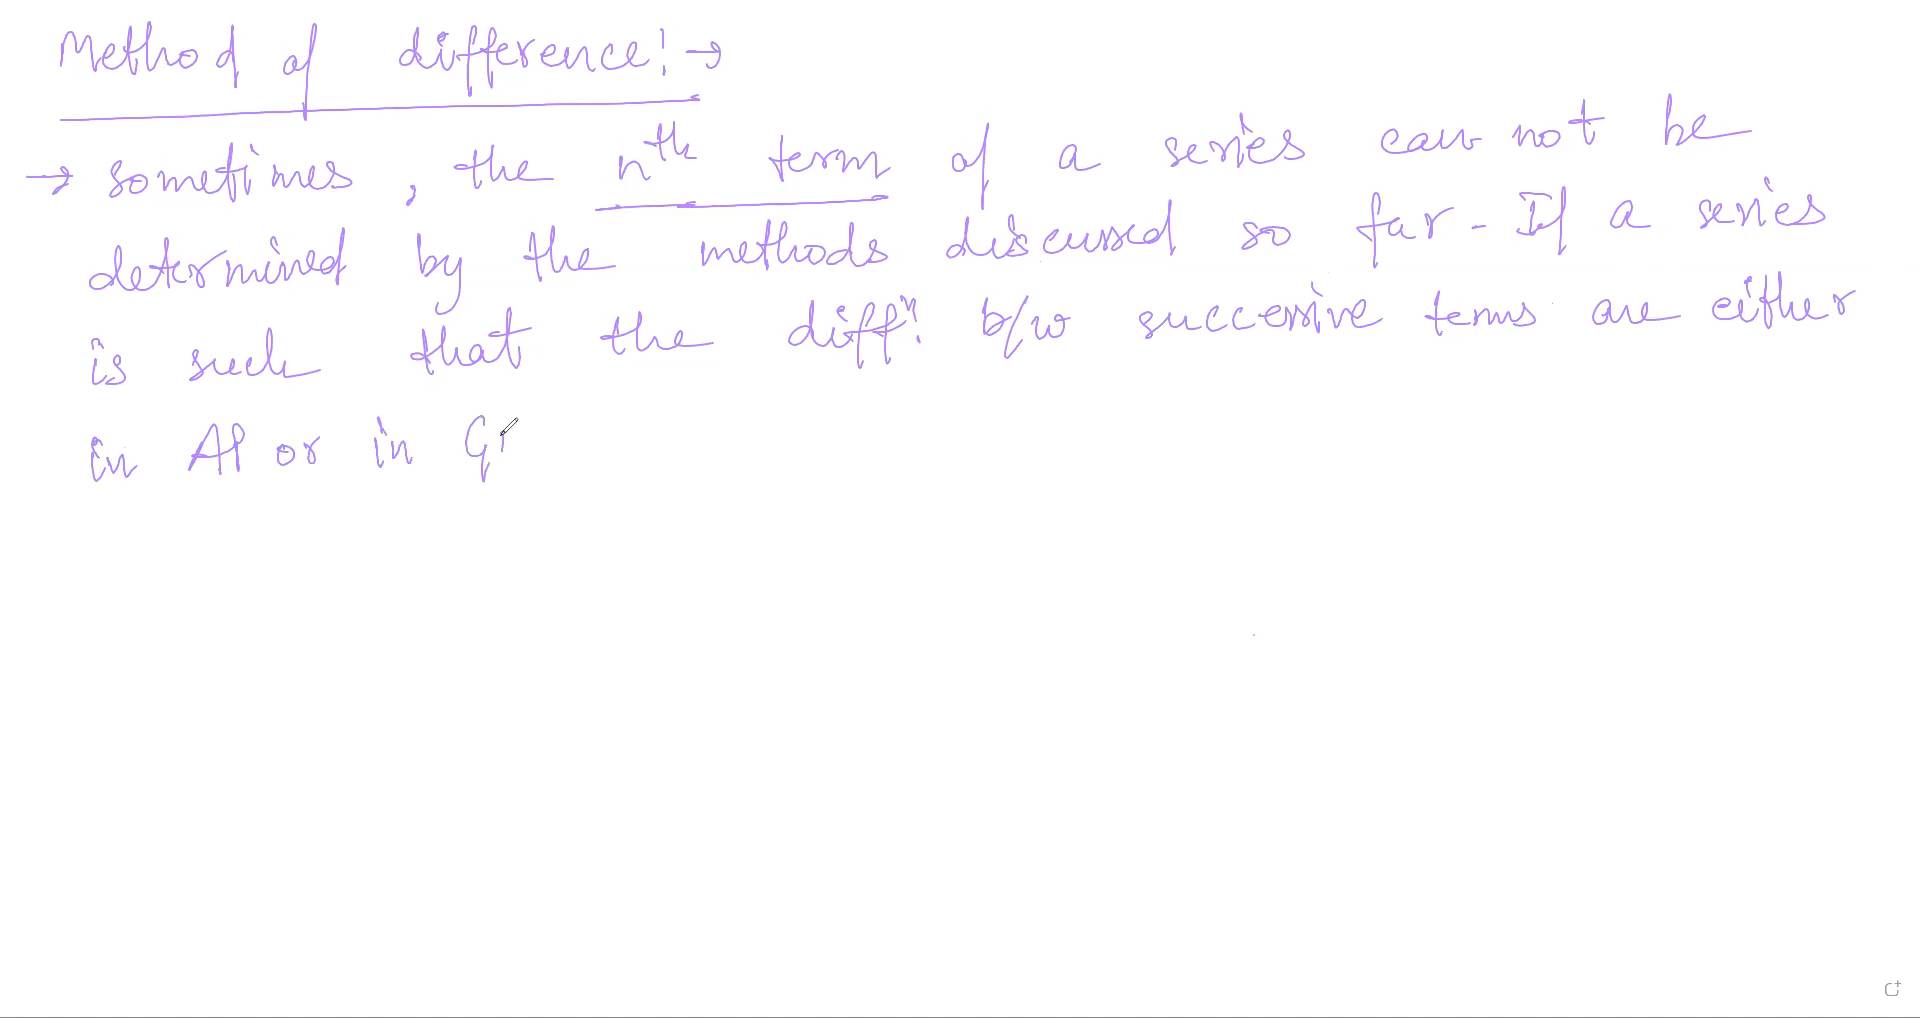 Method of difference :→
→ sometimes, the nth term of a series can not be
determined by the methods discussed so far - If a series
is such that the diffn. b/w successive terms are either
in AP or in GP